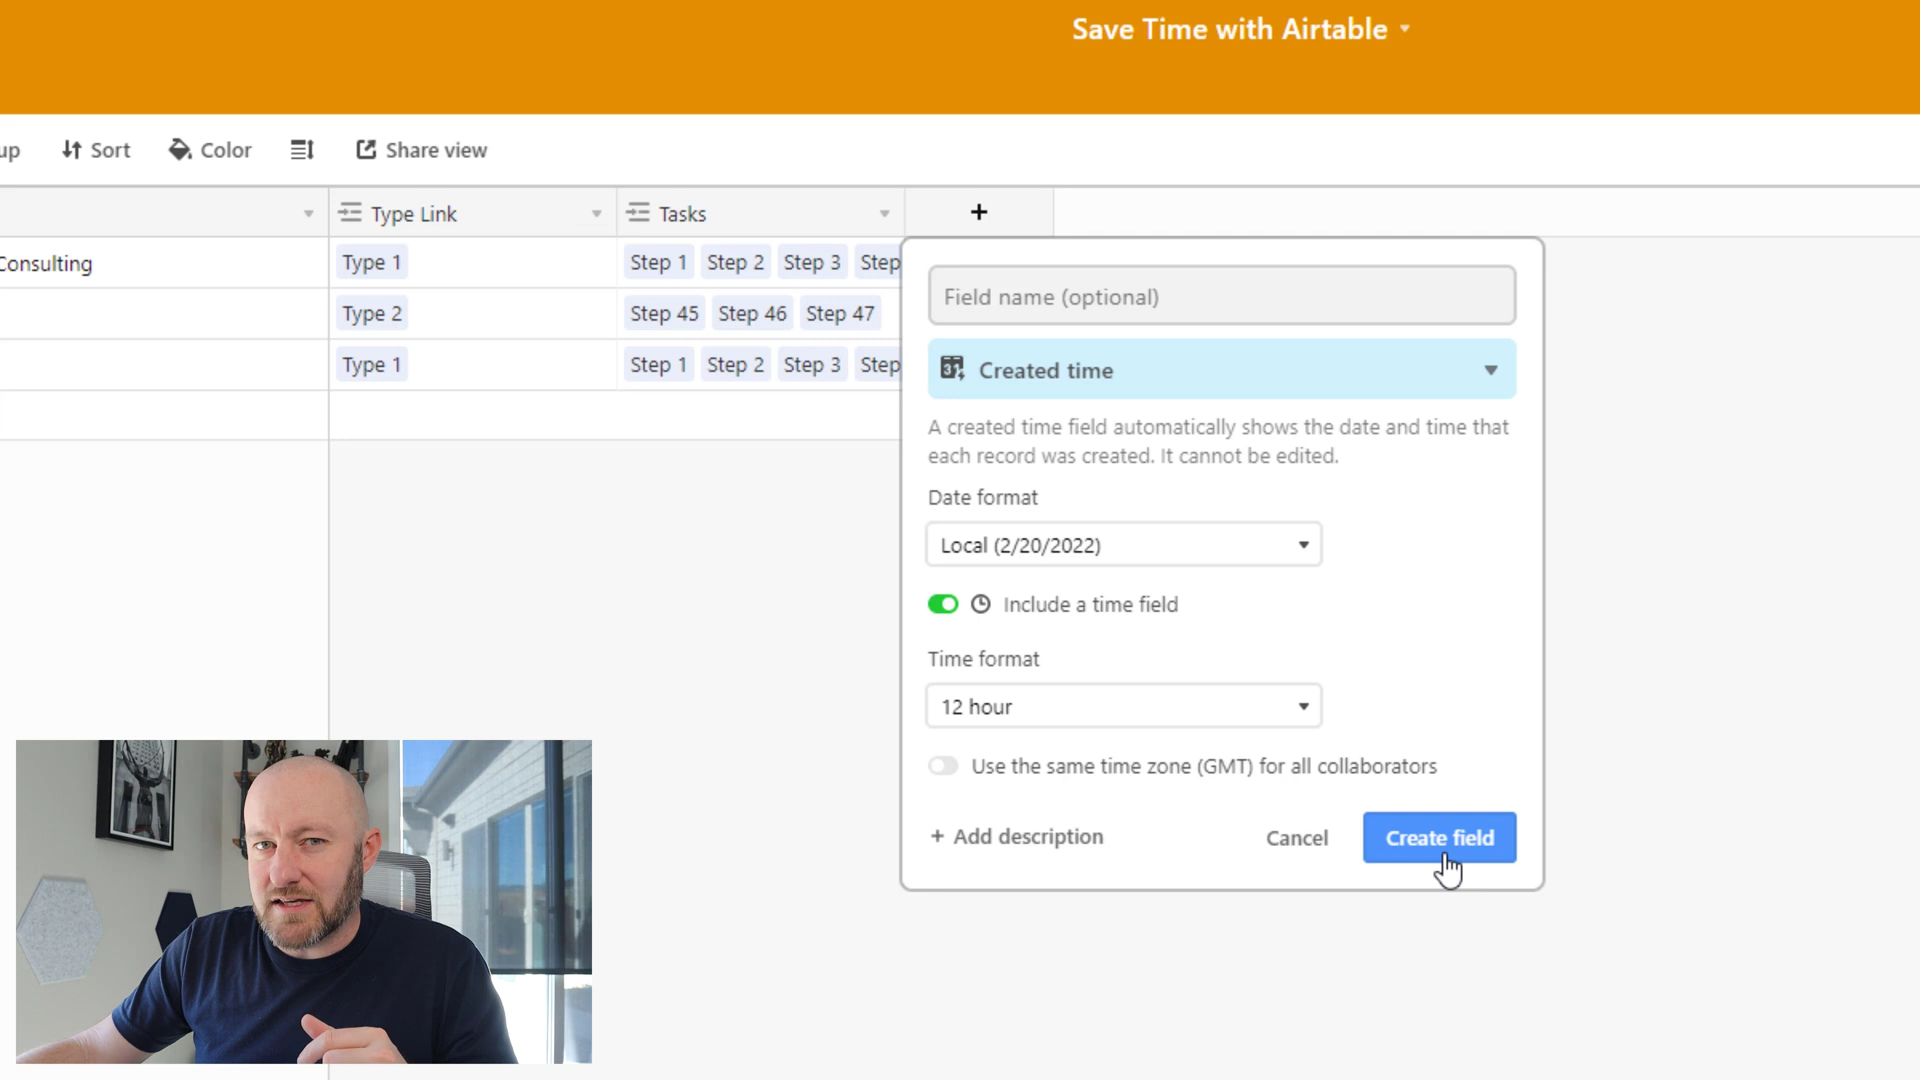 Save Time with Airtable
up Sort Color Share view
Type Link Tasks +
Consulting Type 1 Step 1 Step 2 Step 3 Step
Type 2 Step 45 Step 46 Step 47
Type 1 Step 1 Step 2 Step 3 Step
Field name (optional)
31 Created time
A created time field automatically shows the date and time that
each record was created. It cannot be edited.
Date format
Local (2/20/2022)
Include a time field
Time format
12 hour
Use the same time zone (GMT) for all collaborators
+ Add description Cancel Create field